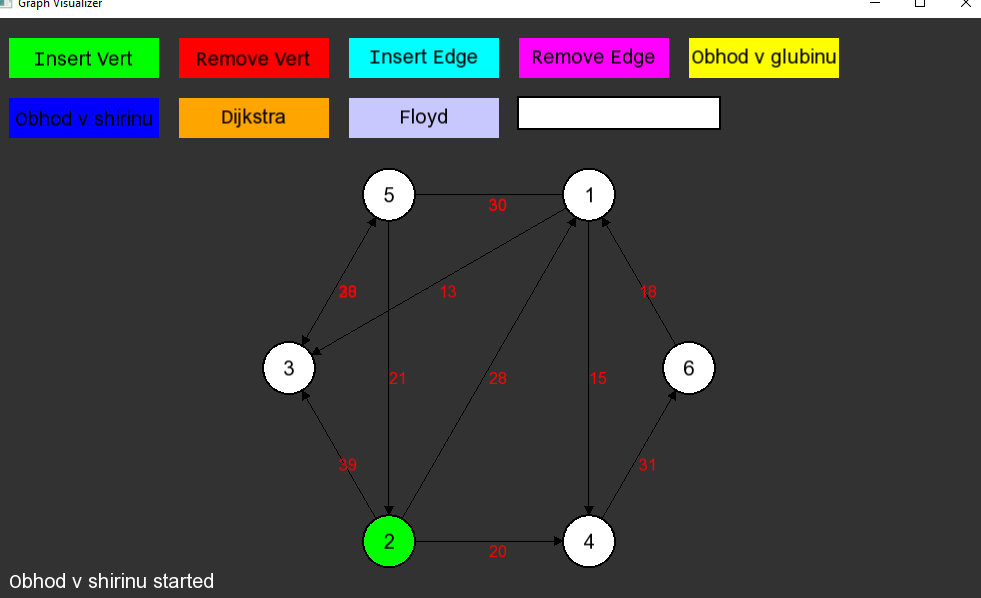 Graph Visualizer
Insert Vert
Remove Vert
Insert Edge
Remove Edge
Obhod v glubinu
Obhod v shirinu
Dijkstra
Floyd
5
1
30
13
18
3
6
21
28
15
39
31
2
4
20
Obhod v shirinu started